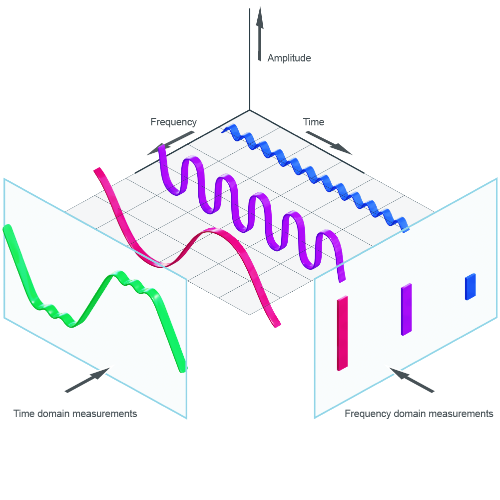 Amplitude
Frequency
Time
Time domain measurements
Frequency domain measurements